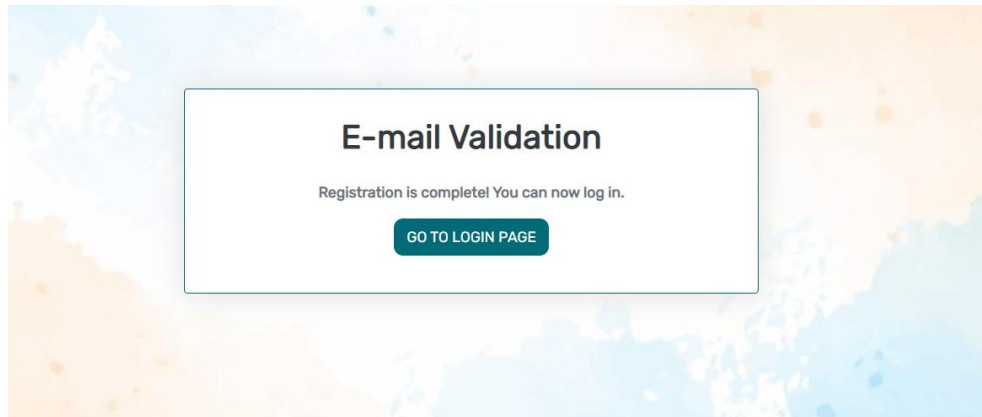 E-mail Validation
Registration is complete! You can now log in.
GO TO LOGIN PAGE